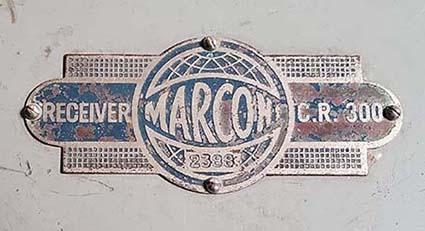 RECEIVER MARCONI C.R. 300
2398